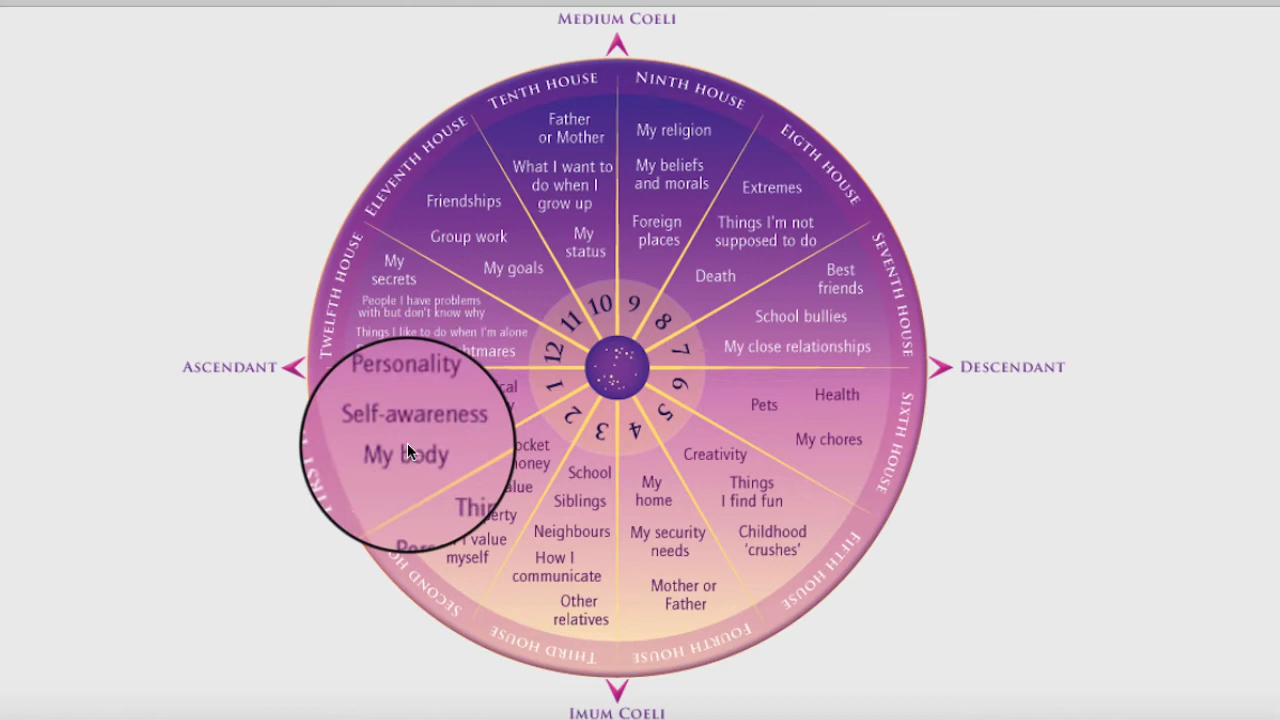 MEDIUM COELI
TENTH HOUSE
NINTH HOUSE
ELEVENTH HOUSE
EIGTH HOUSE
TWELFTH HOUSE
SEVENTH HOUSE
Father
or Mother
What I want to
do when I
grow up
My
status
My religion
My beliefs
and morals
Foreign
places
Friendships
Group work
My goals
Extremes
Things I'm not
supposed to do
Death
My
secrets
People I have problems
with but don't know why
Things I like to do when I'm alone
Best
friends
School bullies
My close relationships
10
9
11
8
12
7
1
6
2
5
3
4
ASCENDANT
DESCENDANT
Personality
Self-awareness
My body
FIRST
Health
Pets
My chores
SIXTH HOUSE
value
myself
SECOND
School
Siblings
Neighbours
How I
communicate
Other
relatives
THIRD HOUSE
My
home
My security
needs
Mother or
Father
FOURTH HOUSE
Creativity
Things
I find fun
Childhood
'crushes'
FIFTH HOUSE
IMUM COELI